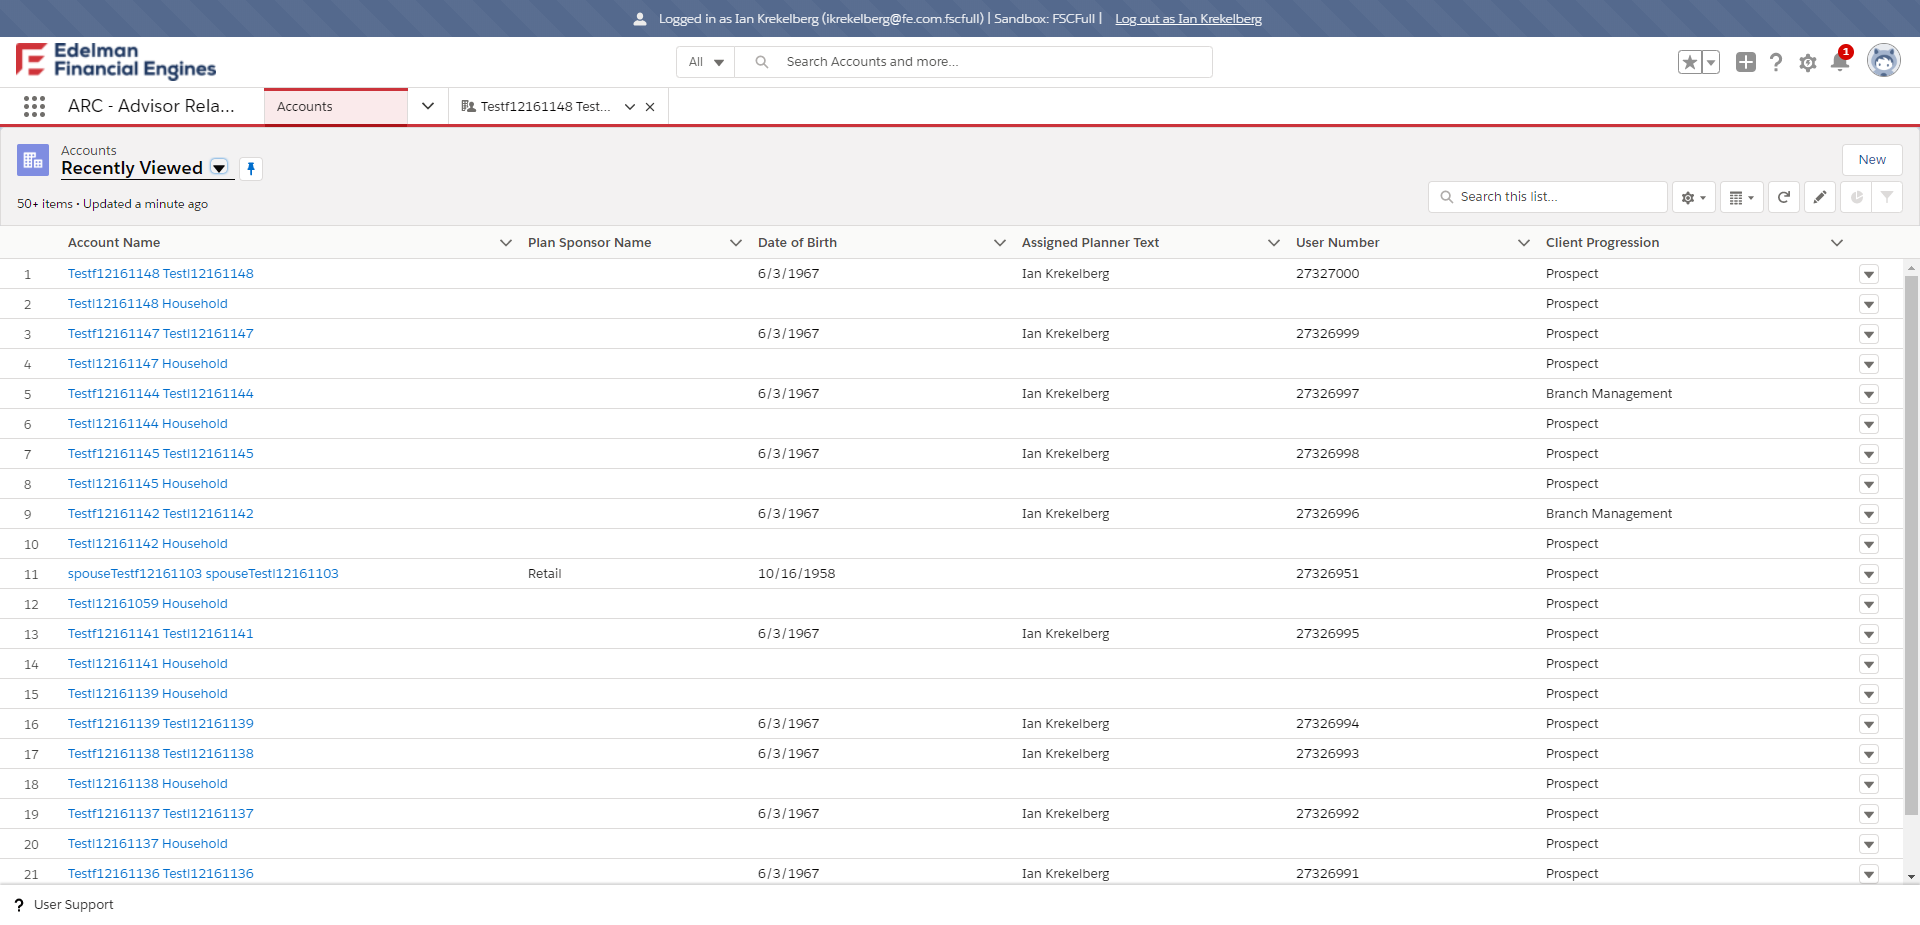 Logged in as Ian Krekelberg (ikrekelberg@fe.com.fscfull) | Sandbox: FSCFull | Log out as Ian Krekelberg
Edelman
Financial Engines
All Search Accounts and more...
1
ARC - Advisor Rela... Accounts Testf12161148 Test...
Accounts
Recently Viewed
New
50+ items • Updated a minute ago
Search this list...
Account Name Plan Sponsor Name Date of Birth Assigned Planner Text User Number Client Progression
1 Testf12161148 Testl12161148 6/3/1967 Ian Krekelberg 27327000 Prospect
2 Testl12161148 Household Prospect
3 Testf12161147 Testl12161147 6/3/1967 Ian Krekelberg 27326999 Prospect
4 Testl12161147 Household Prospect
5 Testf12161144 Testl12161144 6/3/1967 Ian Krekelberg 27326997 Branch Management
6 Testl12161144 Household Prospect
7 Testf12161145 Testl12161145 6/3/1967 Ian Krekelberg 27326998 Prospect
8 Testl12161145 Household Prospect
9 Testf12161142 Testl12161142 6/3/1967 Ian Krekelberg 27326996 Branch Management
10 Testl12161142 Household Prospect
11 spouseTestf12161103 spouseTestl12161103 Retail 10/16/1958 27326951 Prospect
12 Testl12161059 Household Prospect
13 Testf12161141 Testl12161141 6/3/1967 Ian Krekelberg 27326995 Prospect
14 Testl12161141 Household Prospect
15 Testl12161139 Household Prospect
16 Testf12161139 Testl12161139 6/3/1967 Ian Krekelberg 27326994 Prospect
17 Testf12161138 Testl12161138 6/3/1967 Ian Krekelberg 27326993 Prospect
18 Testl12161138 Household Prospect
19 Testf12161137 Testl12161137 6/3/1967 Ian Krekelberg 27326992 Prospect
20 Testl12161137 Household Prospect
21 Testf12161136 Testl12161136 6/3/1967 Ian Krekelberg 27326991 Prospect
? User Support